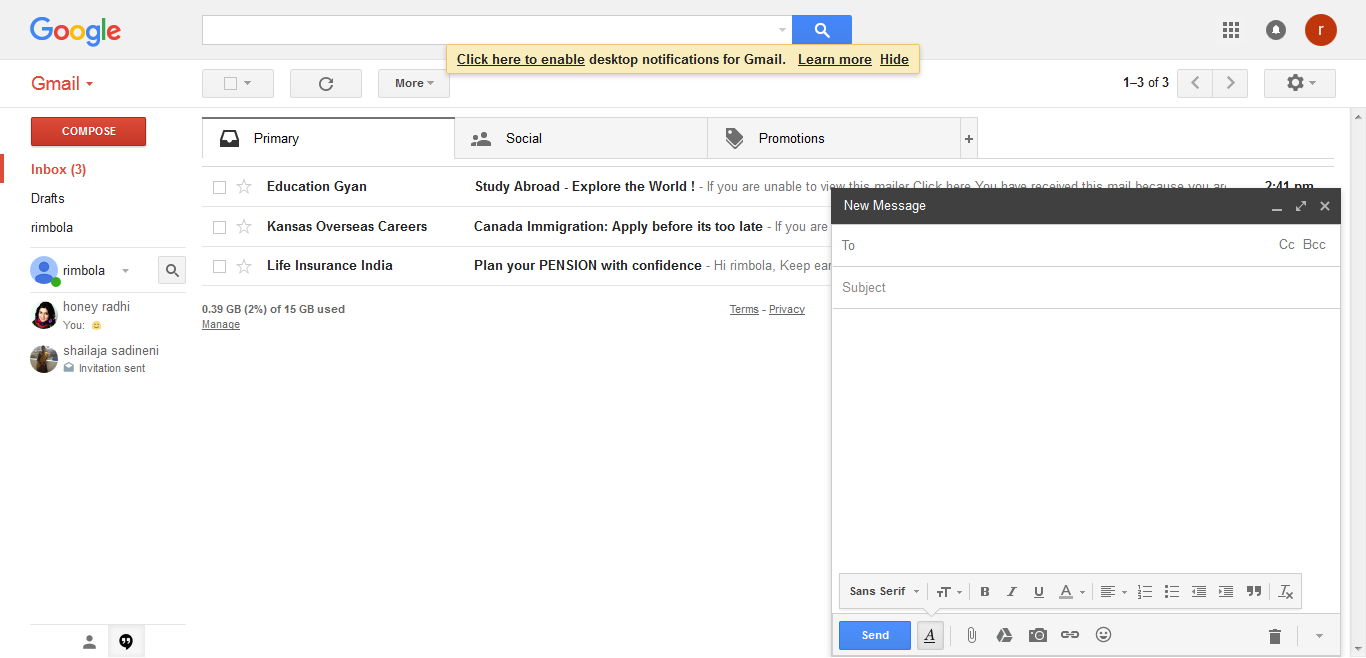 Google
Click here to enable desktop notifications for Gmail. Learn more Hide
r
Gmail
More
1–3 of 3
COMPOSE
Inbox (3)
Drafts
rimbola
rimbola
honey radhi
You:
shailaja sadineni
Invitation sent
Primary
Social
Promotions
+
Education Gyan Study Abroad - Explore the World ! - If you are unable to view this mailer Click here You have received this mail because you are 2:41 pm
Kansas Overseas Careers Canada Immigration: Apply before its too late - If you are
Life Insurance India Plan your PENSION with confidence - Hi rimbola, Keep ear
0.39 GB (2%) of 15 GB used
Manage
Terms - Privacy
New Message
To Cc Bcc
Subject
Sans Serif TT B I U A
Send A